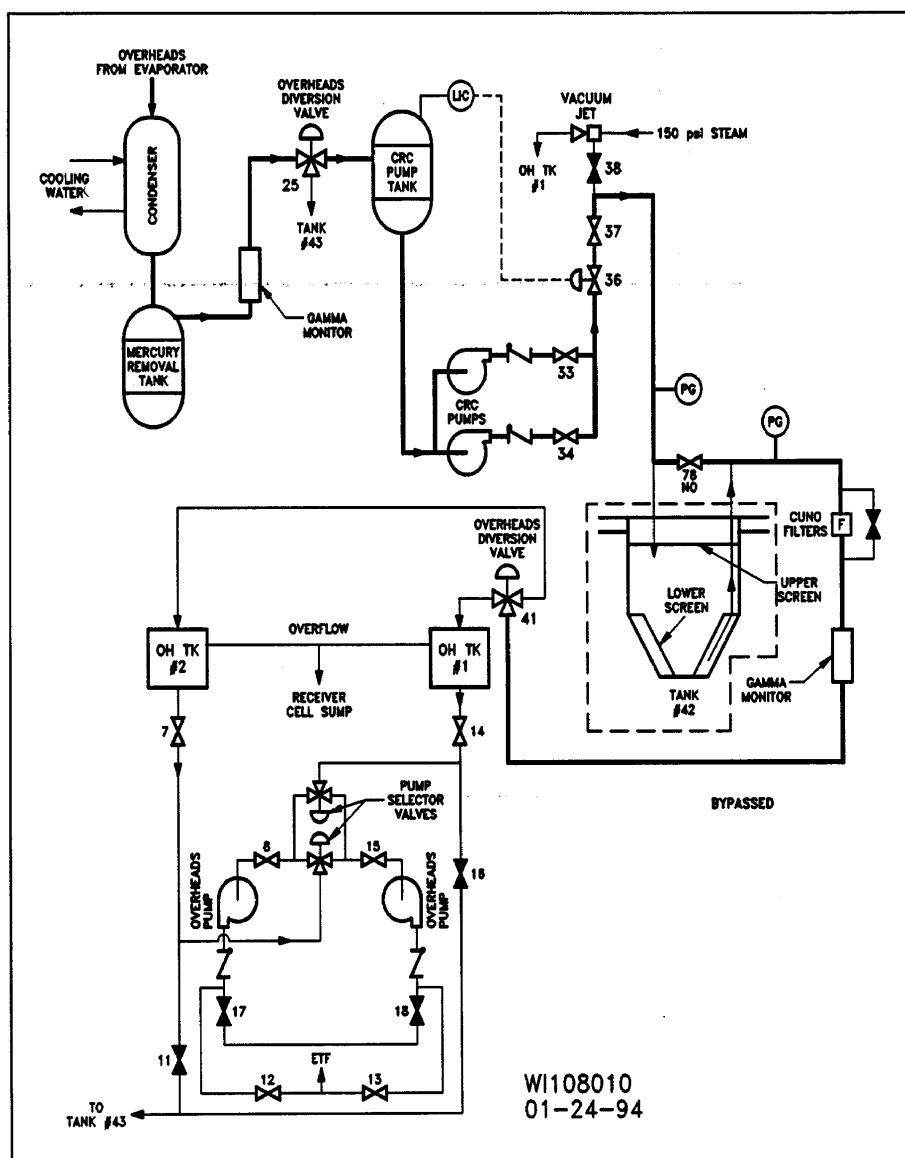 OVERHEADS
FROM EVAPORATOR
COOLING
WATER
CONDENSER
MERCURY
REMOVAL
TANK
GAMMA
MONITOR
OVERHEADS
DIVERSION
VALVE
25
TANK
#43
CRC
PUMP
TANK
LIC
VACUUM
JET
150 psi STEAM
OH TK
#1
38
37
36
33
CRC
PUMPS
34
PG
PG
78
NO
CUNO
FILTERS
F
UPPER
SCREEN
LOWER
SCREEN
TANK
#42
GAMMA
MONITOR
BYPASSED
OVERHEADS
DIVERSION
VALVE
41
OH TK
#2
OVERFLOW
OH TK
#1
RECEIVER
CELL SUMP
7
14
PUMP
SELECTOR
VALVES
8
15
16
OVERHEADS
PUMP
OVERHEADS
PUMP
17
18
11
ETF
12
13
TO
TANK #43
WI108010
01-24-94